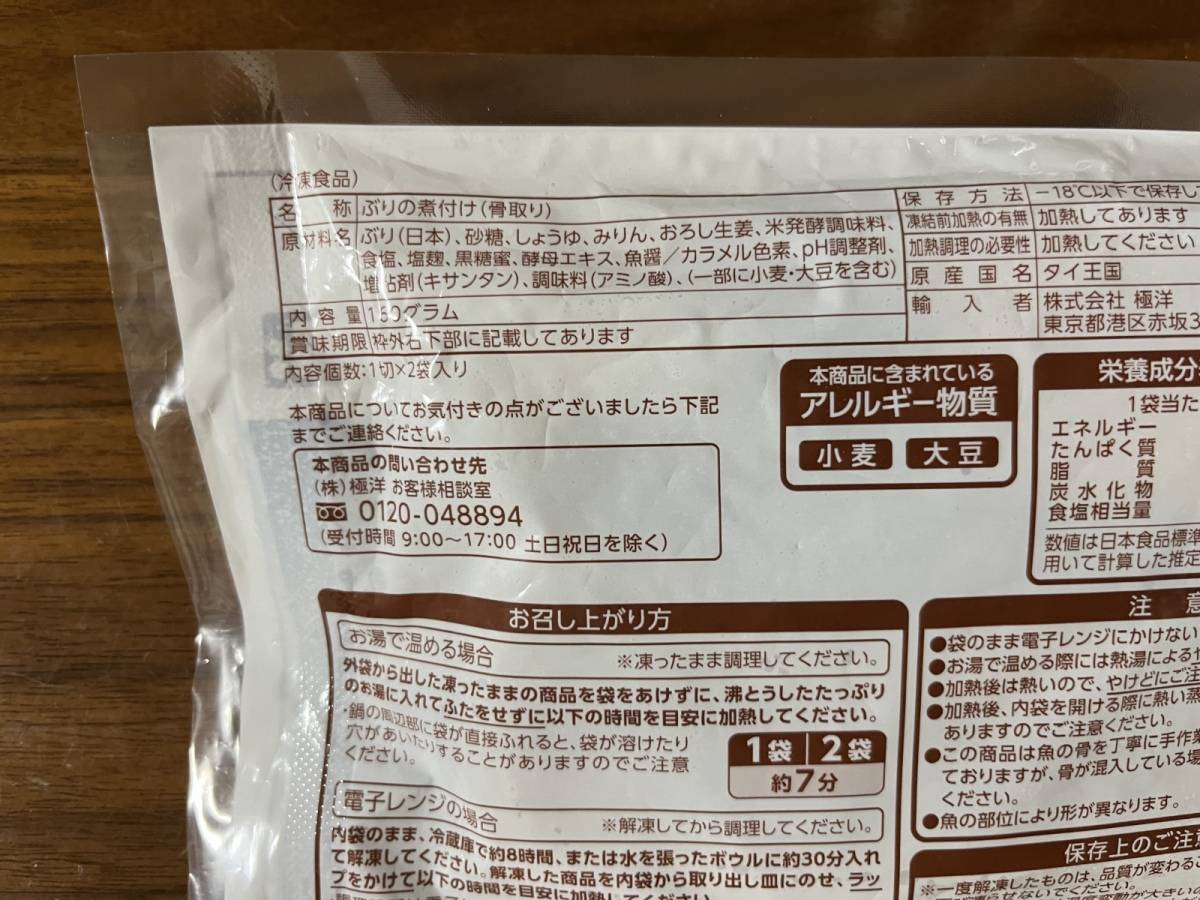 (冷凍食品)
名称 ぶりの煮付け(骨取り)
原材料名 ぶり(日本)、砂糖、しょうゆ、みりん、おろし生姜、米発酵調味料、
食塩、塩麹、黒糖蜜、酵母エキス、魚醤/カラメル色素、pH調整剤、
増粘剤(キサンタン)、調味料(アミノ酸)、(一部に小麦・大豆を含む)
内容量 160グラム
賞味期限 枠外右下部に記載してあります
保存方法 −18℃以下で保存し
凍結前加熱の有無 加熱してあります
加熱調理の必要性 加熱してください
原産国名 タイ王国
輸入者 株式会社 極洋
東京都港区赤坂3
内容個数:1切×2袋入り
本商品についてお気付きの点がございましたら下記
までご連絡ください。
本商品の問い合わせ先
(株)極洋 お客様相談室
0120-048894
(受付時間 9:00〜17:00 土日祝日を除く)
本商品に含まれている
アレルギー物質
小麦 大豆
栄養成分
1袋当た
エネルギー
たんぱく質
脂質
炭水化物
食塩相当量
数値は日本食品標準
用いて計算した推定
お召し上がり方
お湯で温める場合 ※凍ったまま調理してください。
外袋から出した凍ったままの商品を袋をあけずに、沸とうしたたっぷり
のお湯に入れてふたをせずに以下の時間を目安に加熱してください。
・鍋の周辺部に袋が直接ふれると、袋が溶けたり
穴があいたりすることがありますのでご注意
ください。
1袋 2袋
約7分
電子レンジの場合 ※解凍してから調理してください。
内袋のまま、冷蔵庫で約8時間、または水を張ったボウルに約30分入れ
て解凍してください。解凍した商品を内袋から取り出し皿にのせ、ラッ
プをかけて以下の時間を目安に加熱してください。
注意
●袋のまま電子レンジにかけない
●お湯で温める際には熱湯による
●加熱後は熱いので、やけどにご注
●加熱後、内袋を開ける際に熱い蒸
ありますのでご注意ください。
●この商品は魚の骨を丁寧に手作業
ておりますが、骨が混入している場
ください。
●魚の部位により形が異なります。
保存上のご注意
※一度解凍したものは、品質が変わる